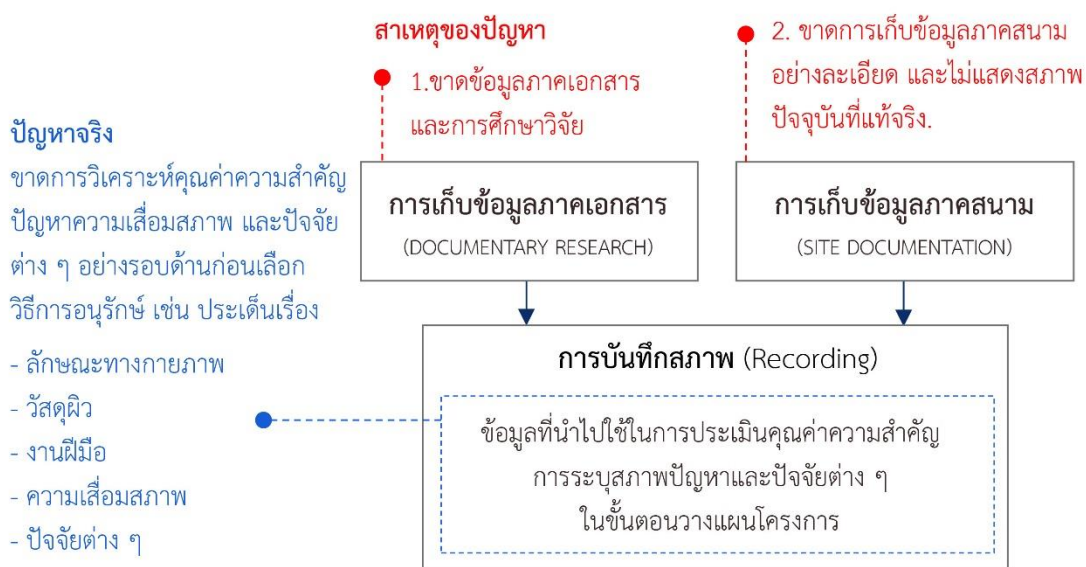 สาเหตุของปัญหา
1.ขาดข้อมูลภาคเอกสาร
และการศึกษาวิจัย
2. ขาดการเก็บข้อมูลภาคสนาม
อย่างละเอียด และไม่แสดงสภาพ
ปัจจุบันที่แท้จริง.
ปัญหาจริง
ขาดการวิเคราะห์คุณค่าความสำคัญ
ปัญหาความเสื่อมสภาพ และปัจจัย
ต่าง ๆ อย่างรอบด้านก่อนเลือก
วิธีการอนุรักษ์ เช่น ประเด็นเรื่อง
- ลักษณะทางกายภาพ
- วัสดุผิว
- งานฝีมือ
- ความเสื่อมสภาพ
- ปัจจัยต่าง ๆ
การเก็บข้อมูลภาคเอกสาร
(DOCUMENTARY RESEARCH)
การเก็บข้อมูลภาคสนาม
(SITE DOCUMENTATION)
การบันทึกสภาพ (Recording)
ข้อมูลที่นำไปใช้ในการประเมินคุณค่าความสำคัญ
การระบุสภาพปัญหาและปัจจัยต่าง ๆ
ในขั้นตอนวางแผนโครงการ